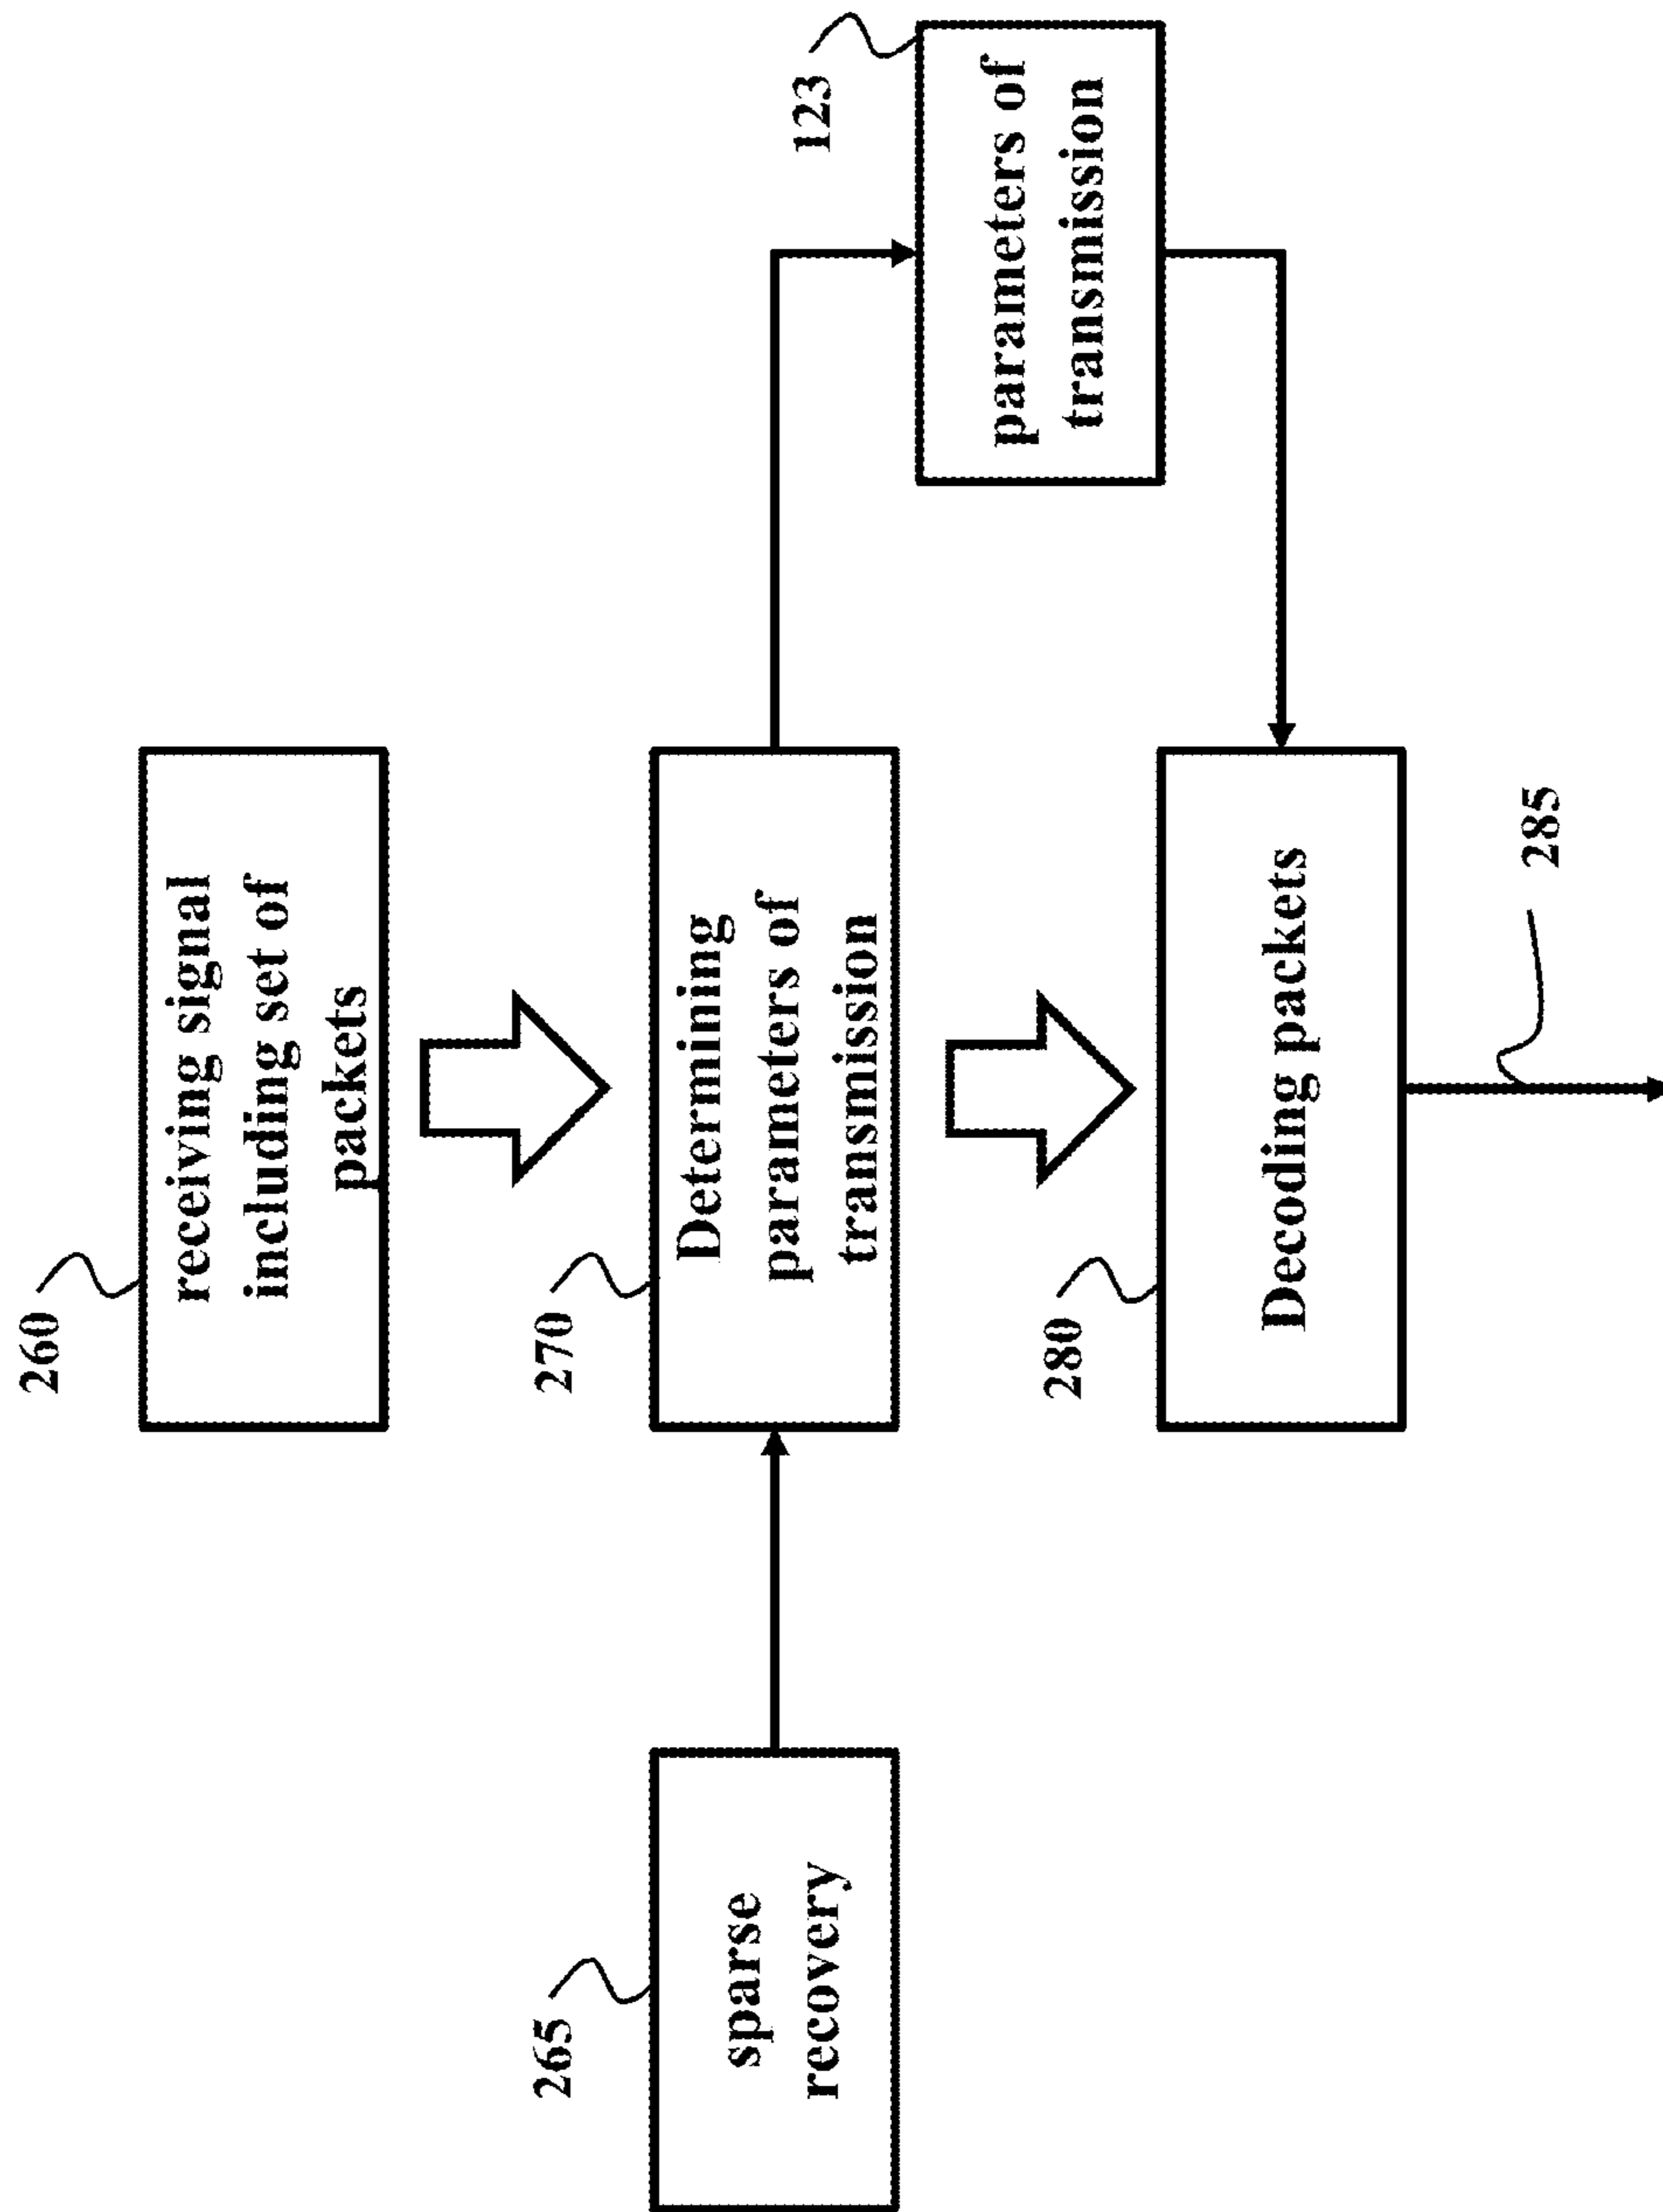 260
receiving signal
including set of
packets
265
sparse
recovery
270
Determining
parameters of
transmission
123
parameters of
transmission
280
Decoding packets
285